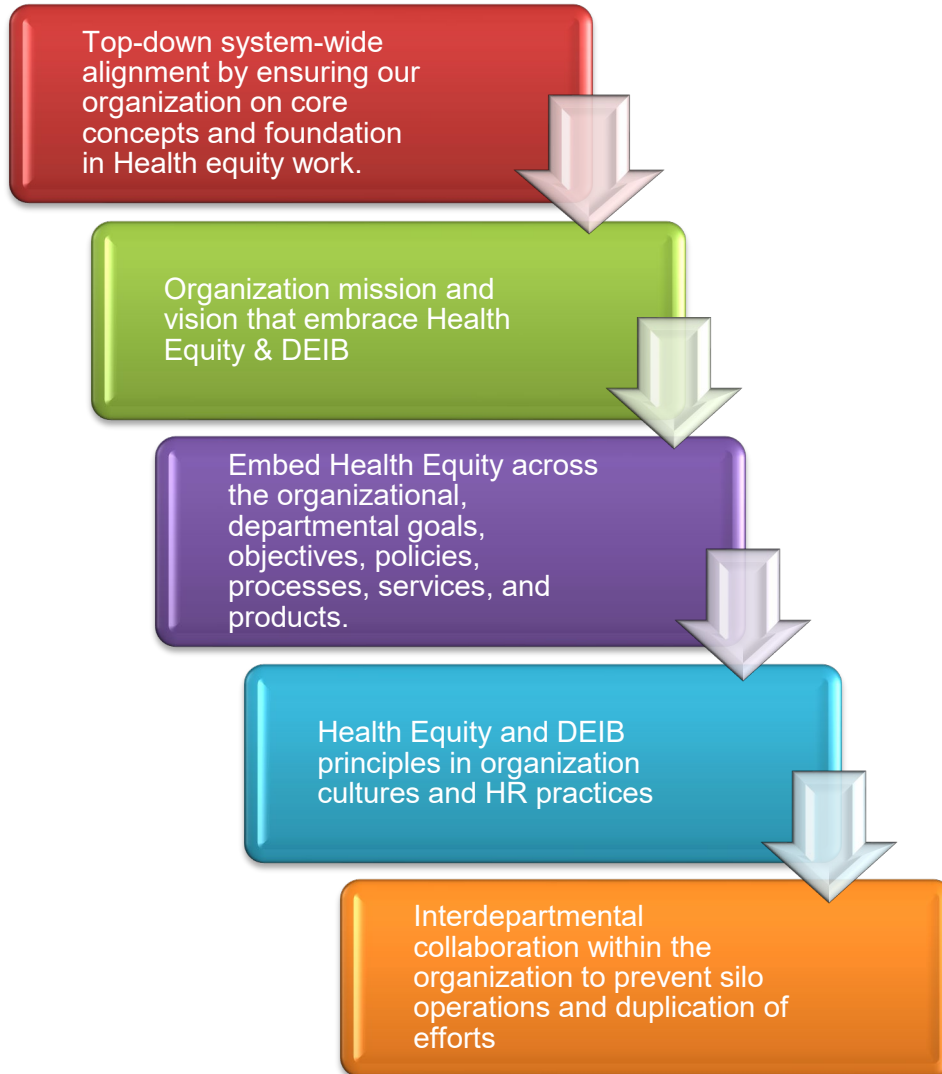 Top-down system-wide
alignment by ensuring our
organization on core
concepts and foundation
in Health equity work.
Organization mission and
vision that embrace Health
Equity & DEIB
Embed Health Equity across
the organizational,
departmental goals,
objectives, policies,
processes, services, and
products.
Health Equity and DEIB
principles in organization
cultures and HR practices
Interdepartmental
collaboration within the
organization to prevent silo
operations and duplication of
efforts